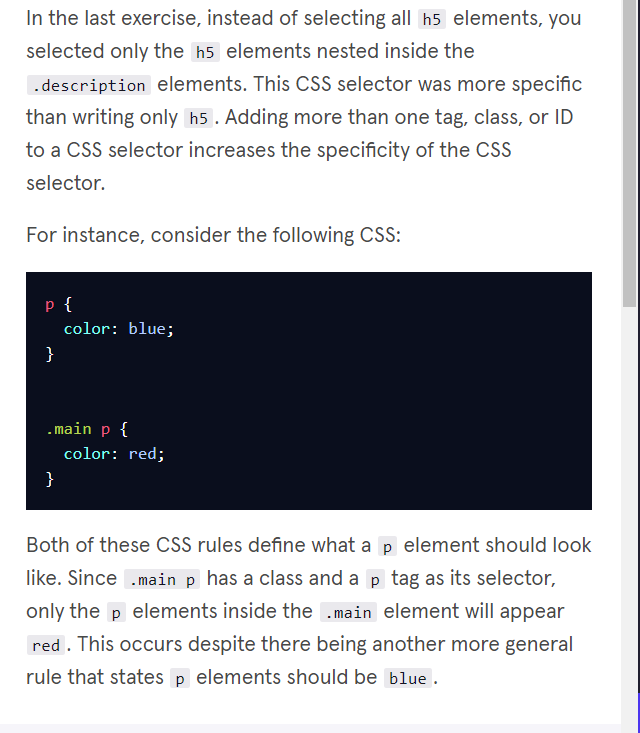 In the last exercise, instead of selecting all h5 elements, you
selected only the h5 elements nested inside the
.description elements. This CSS selector was more specific
than writing only h5. Adding more than one tag, class, or ID
to a CSS selector increases the specificity of the CSS
selector.
For instance, consider the following CSS:
p {
  color: blue;
}
.main p {
  color: red;
}
Both of these CSS rules define what a p element should look
like. Since .main p has a class and a p tag as its selector,
only the p elements inside the .main element will appear
red. This occurs despite there being another more general
rule that states p elements should be blue.